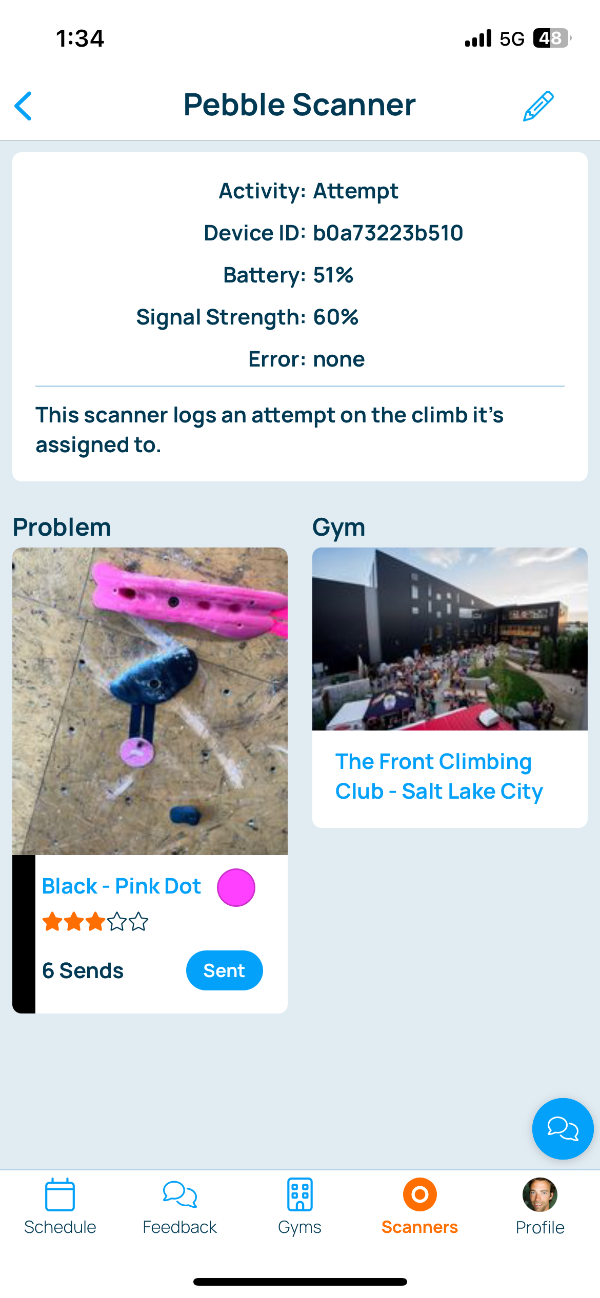 1:34
5G
48
Pebble Scanner
Activity: Attempt
Device ID: b0a73223b510
Battery: 51%
Signal Strength: 60%
Error: none
This scanner logs an attempt on the climb it's
assigned to.
Problem
Gym
The Front Climbing
Club - Salt Lake City
Black - Pink Dot
6 Sends
Sent
Schedule
Feedback
Gyms
Scanners
Profile